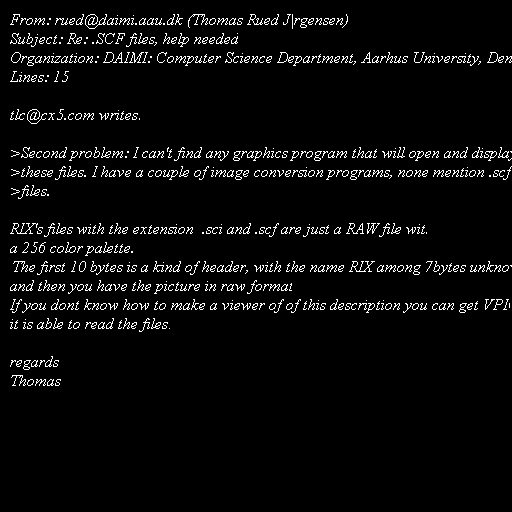 From: rued@daimi.aau.dk (Thomas Rued J|rgensen)
Subject: Re: .SCF files, help needed
Organization: DAIMI: Computer Science Department, Aarhus University, Den
Lines: 15

tlc@cx5.com writes.

>Second problem: I can't find any graphics program that will open and display
>these files. I have a couple of image conversion programs, none mention .scf
>files.

RIX's files with the extension .sci and .scf are just a RAW file wit.
a 256 color palette.
The first 10 bytes is a kind of header, with the name RIX among 7bytes unkno
and then you have the picture in raw format
If you dont know how to make a viewer of of this description you can get
it is able to read the files.

regards
Thomas